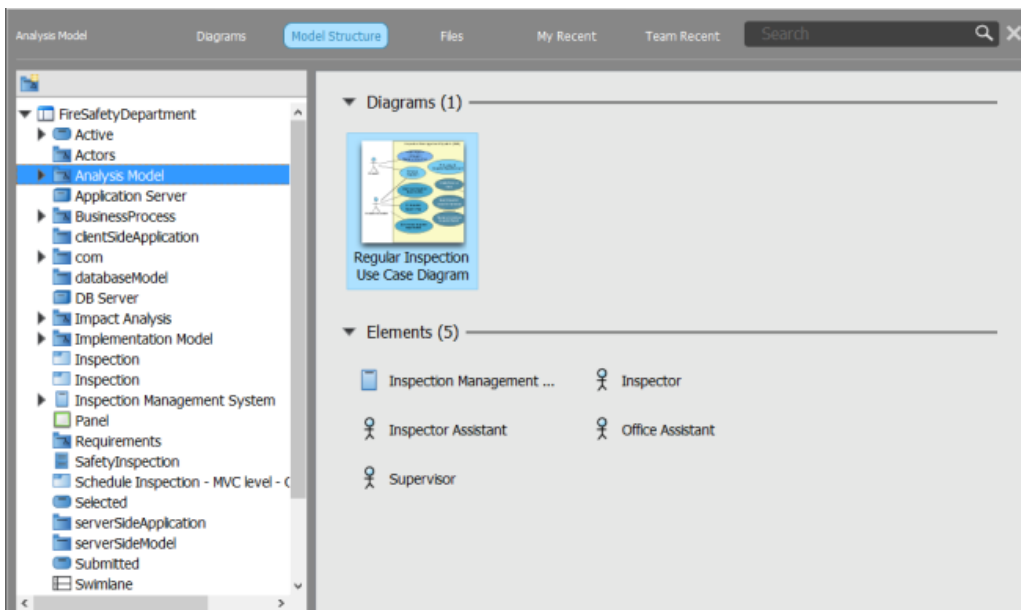 Analysis Model
Diagrams
Model Structure
Files
My Recent
Team Recent
Search
FireSafetyDepartment
Active
Actors
Analysis Model
Application Server
BusinessProcess
clientSideApplication
com
databaseModel
DB Server
Impact Analysis
Implementation Model
Inspection
Inspection
Inspection Management System
Panel
Requirements
SafetyInspection
Schedule Inspection - MVC level - C
Selected
serverSideApplication
serverSideModel
Submitted
Swimlane
Diagrams (1)
Regular Inspection
Use Case Diagram
Elements (5)
Inspection Management ...
Inspector
Inspector Assistant
Office Assistant
Supervisor